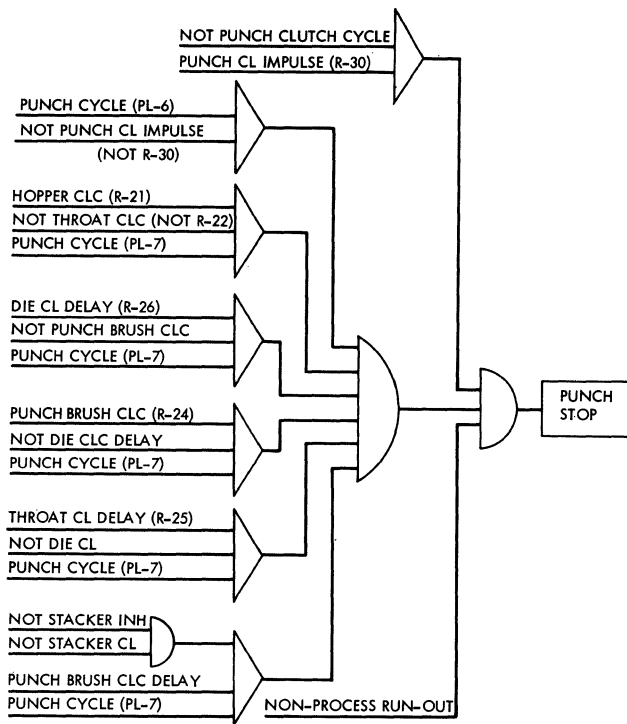 NOT PUNCH CLUTCH CYCLE
PUNCH CL IMPULSE (R-30)
PUNCH CYCLE (PL-6)
NOT PUNCH CL IMPULSE
(NOT R-30)
HOPPER CLC (R-21)
NOT THROAT CLC (NOT R-22)
PUNCH CYCLE (PL-7)
DIE CL DELAY (R-26)
NOT PUNCH BRUSH CLC
PUNCH CYCLE (PL-7)
PUNCH STOP
PUNCH BRUSH CLC (R-24)
NOT DIE CLC DELAY
PUNCH CYCLE (PL-7)
THROAT CL DELAY (R-25)
NOT DIE CL
PUNCH CYCLE (PL-7)
NOT STACKER INH
NOT STACKER CL
PUNCH BRUSH CLC DELAY
PUNCH CYCLE (PL-7)
NON-PROCESS RUN-OUT